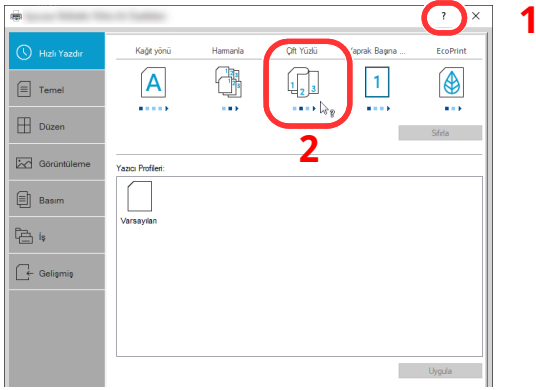 ? ×
1
Hızlı Yazdır
Temel
Düzen
Görüntüleme
Basım
İş
Gelişmiş
Kağıt yönü
Hamanla
Çift Yüzlü
Yaprak Başına ...
EcoPrint
A
1 2 3
1
2
Sıfırla
Yazıcı Profilleri:
Varsayılan
Uygula